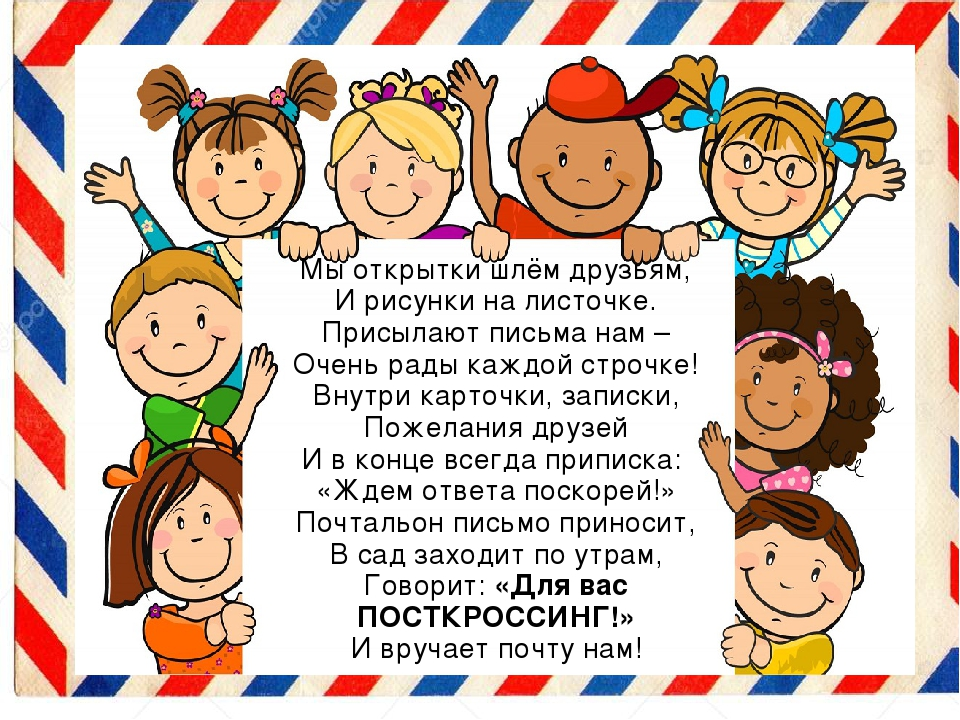 Мы открытки шлём друзьям,
И рисунки на листочке.
Присылают письма нам –
Очень рады каждой строчке!
Внутри карточки, записки,
Пожелания друзей
И в конце всегда приписка:
«Ждем ответа поскорей!»
Почтальон письмо приносит,
В сад заходит по утрам,
Говорит: «Для вас
ПОСТКРОССИНГ!»
И вручает почту нам!